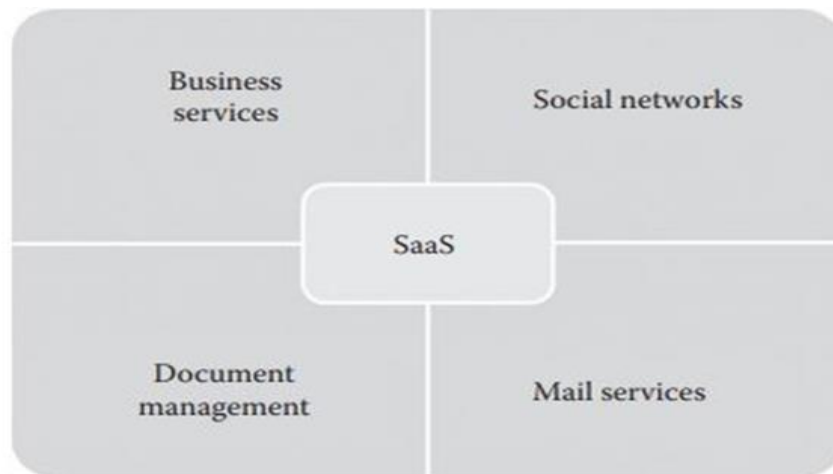 Business
services
Social networks
SaaS
Document
management
Mail services